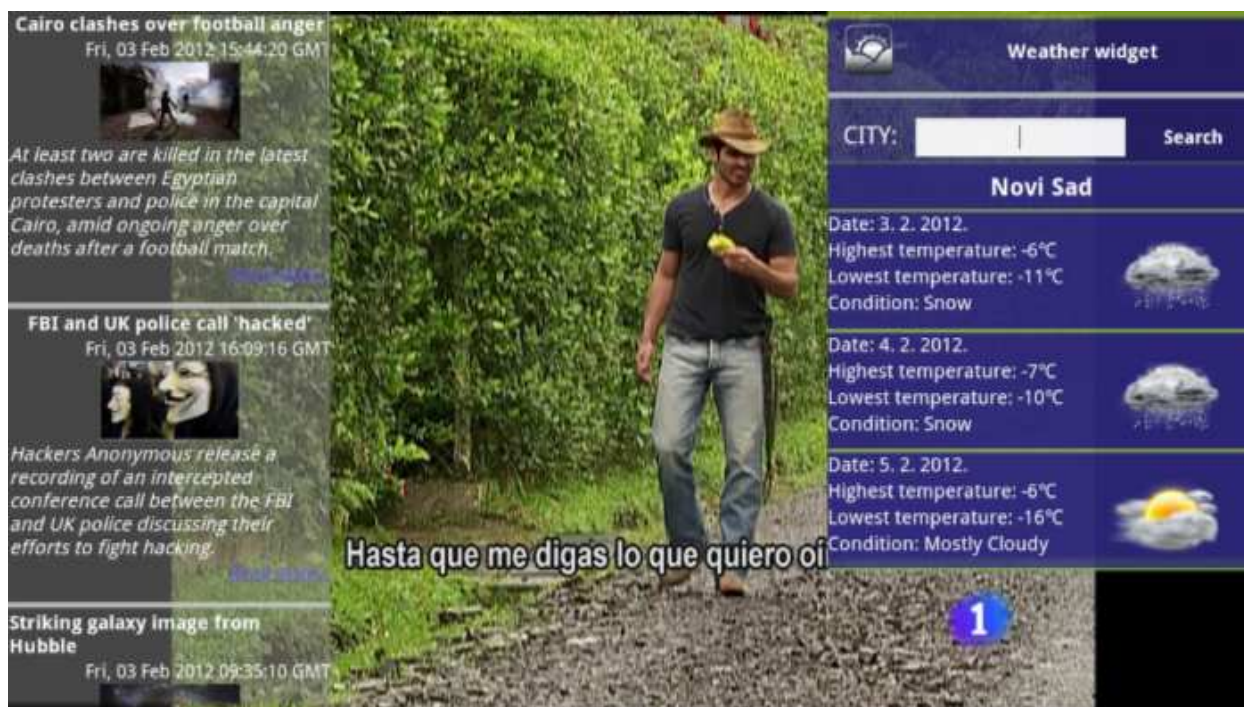 Cairo clashes over football anger
Fri, 03 Feb 2012 15:44:20 GMT
At least two are killed in the latest
clashes between Egyptian
protesters and police in the capital
Cairo, amid ongoing anger over
deaths after a football match.
FBI and UK police call 'hacked'
Fri, 03 Feb 2012 16:09:16 GMT
Hackers Anonymous release a
recording of an intercepted
conference call between the FBI
and UK police discussing their
efforts to fight hacking.
Striking galaxy image from
Hubble
Fri, 03 Feb 2012 09:35:10 GMT
Hasta que me digas lo que quiero oí
1
Weather widget
CITY:
Search
Novi Sad
Date: 3. 2. 2012.
Highest temperature: -6°C
Lowest temperature: -11°C
Condition: Snow
Date: 4. 2. 2012.
Highest temperature: -7°C
Lowest temperature: -10°C
Condition: Snow
Date: 5. 2. 2012.
Highest temperature: -6°C
Lowest temperature: -16°C
Condition: Mostly Cloudy